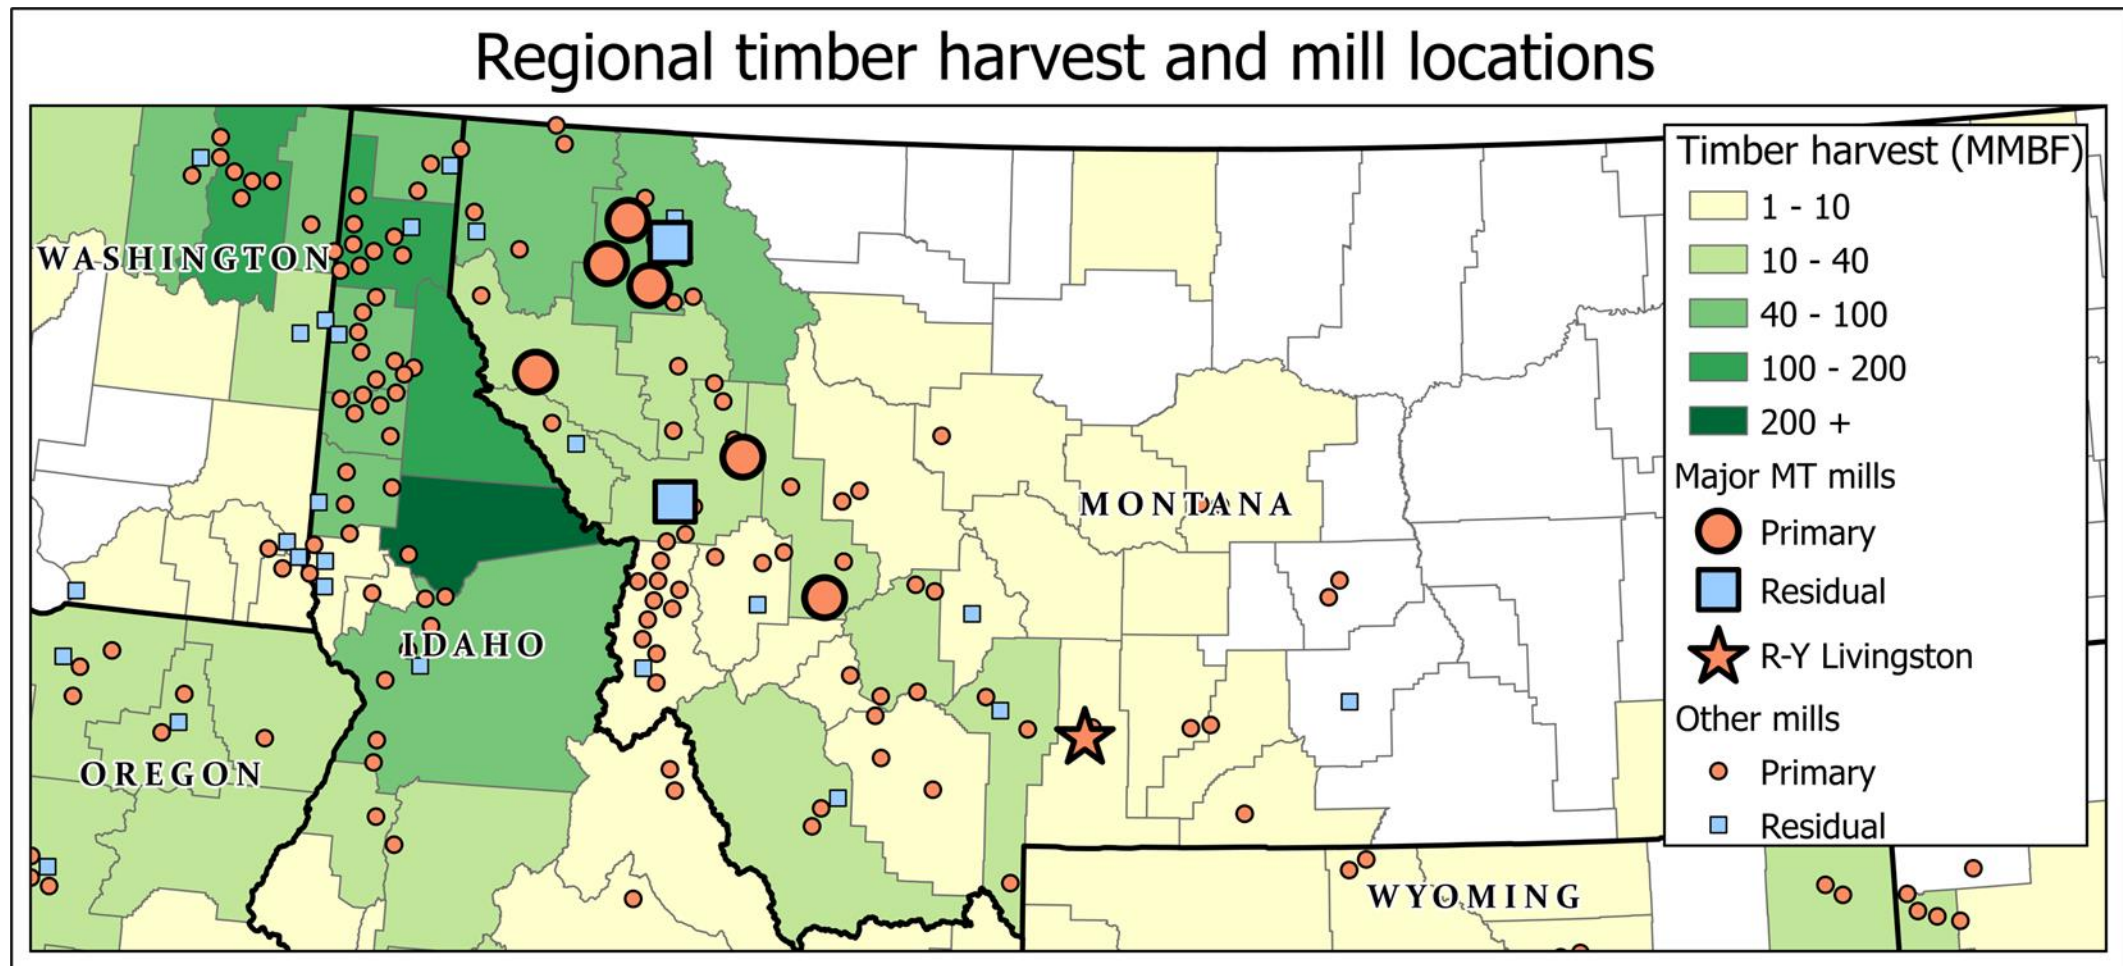 Regional timber harvest and mill locations
Timber harvest (MMBF)
1 - 10
10 - 40
40 - 100
100 - 200
200 +
Major MT mills
Primary
Residual
R-Y Livingston
Other mills
Primary
Residual
WASHINGTON
MONTANA
IDAHO
OREGON
WYOMING